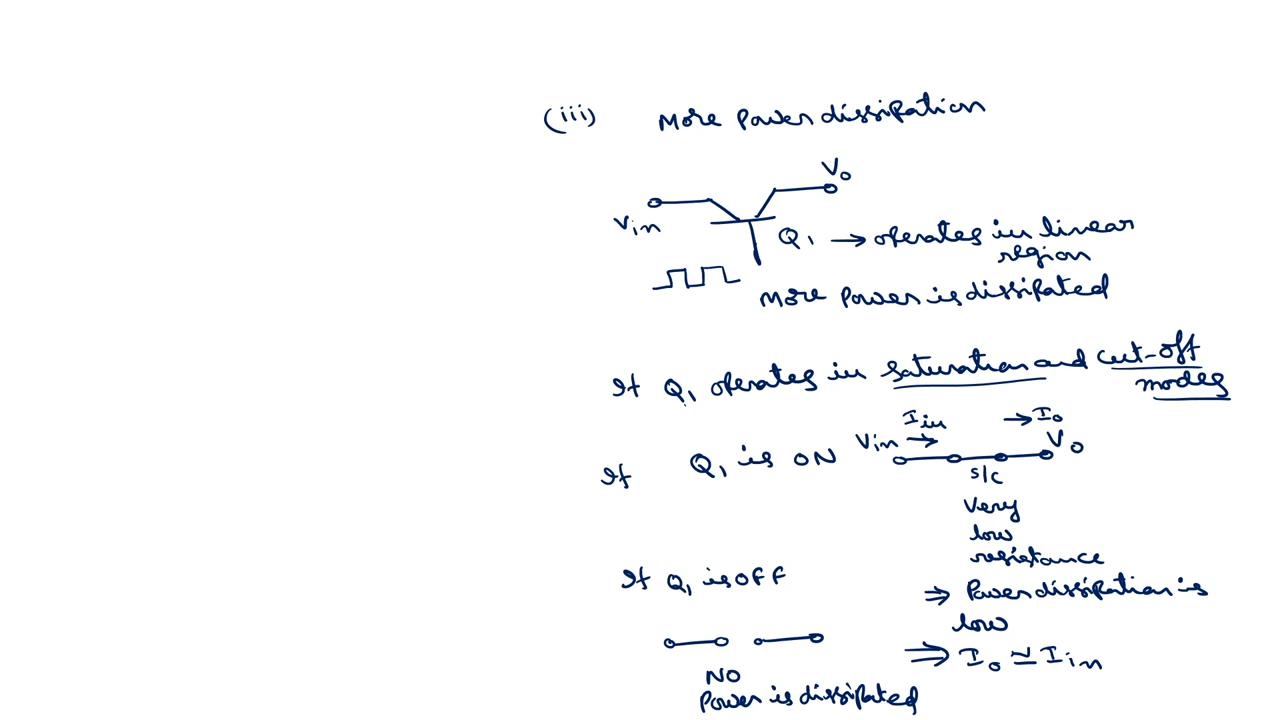 (iii) More power dissipation
Vo
Vin
Q1 → operates in linear
region
More power is dissipated
If Q1 operates in saturation and cut-off
modes
Iin → Io
If Q1 is ON Vin → Vo
s/c
Very
low
resistance
If Q1 is OFF
⇒ Power dissipation is
low
⇒ Io ≃ Iin
NO
Power is dissipated